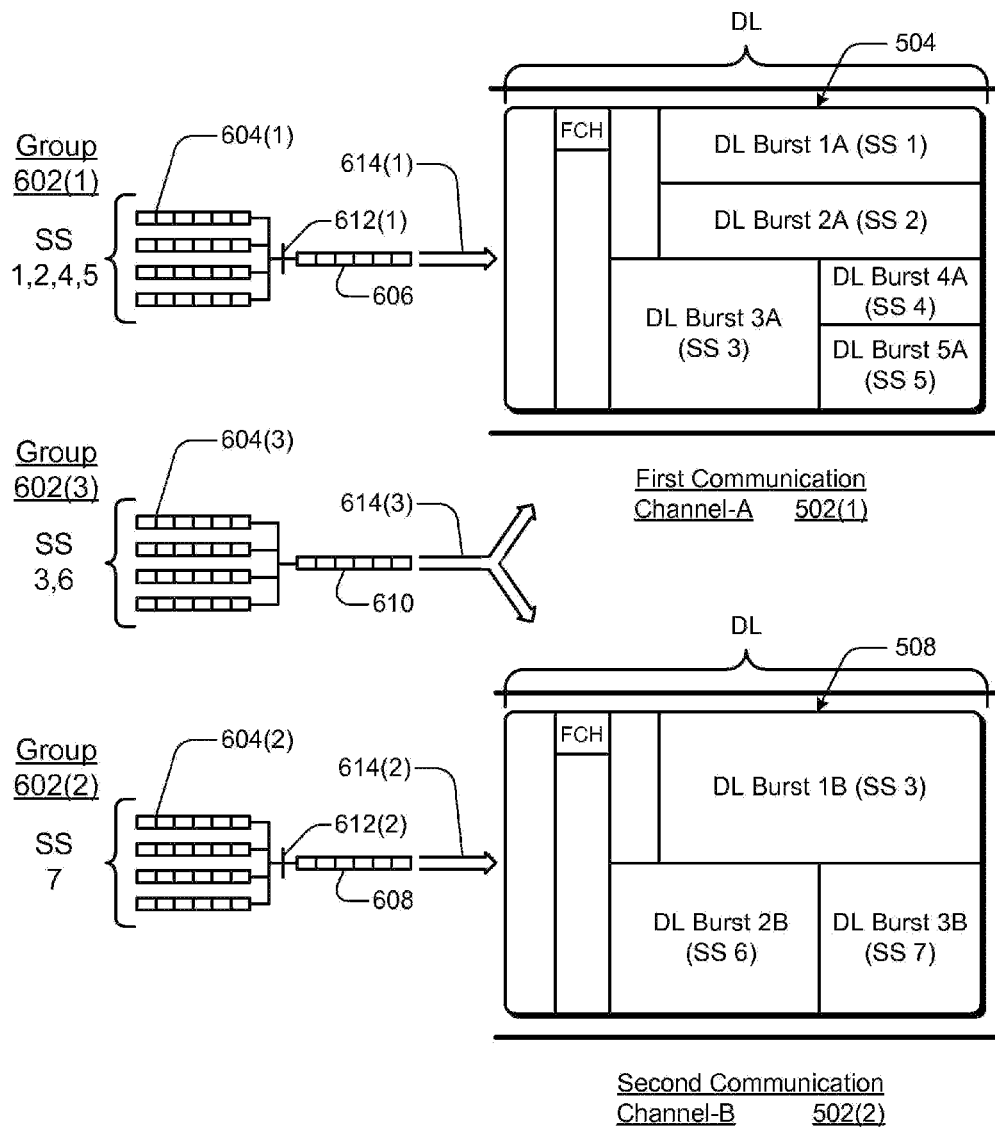 DL
504
Group
602(1)
SS
1,2,4,5
604(1)
612(1)
614(1)
606
FCH
DL Burst 1A (SS 1)
DL Burst 2A (SS 2)
DL Burst 3A
(SS 3)
DL Burst 4A
(SS 4)
DL Burst 5A
(SS 5)
First Communication
Channel-A 502(1)
Group
602(3)
SS
3,6
604(3)
614(3)
610
DL
508
Group
602(2)
SS
7
604(2)
612(2)
614(2)
608
FCH
DL Burst 1B (SS 3)
DL Burst 2B
(SS 6)
DL Burst 3B
(SS 7)
Second Communication
Channel-B 502(2)